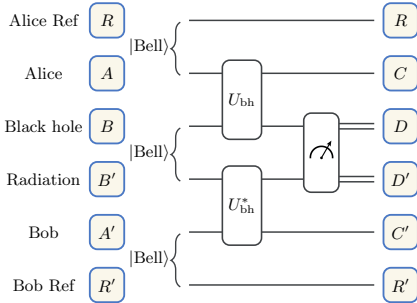 Alice Ref R R
|Bell⟩
Alice A C
U_bh
Black hole B D
|Bell⟩
Radiation B′ D′
U*_bh
Bob A′ C′
|Bell⟩
Bob Ref R′ R′